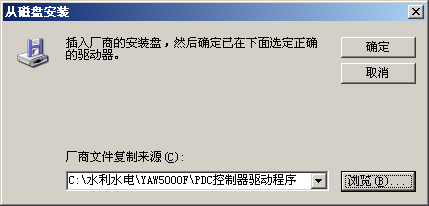 从磁盘安装
插入厂商的安装盘，然后确定已在下面选定正确
的驱动器。
确定
取消
厂商文件复制来源(C):
C:\水利水电\YAW5000F\PDC控制器驱动程序
浏览(B)...